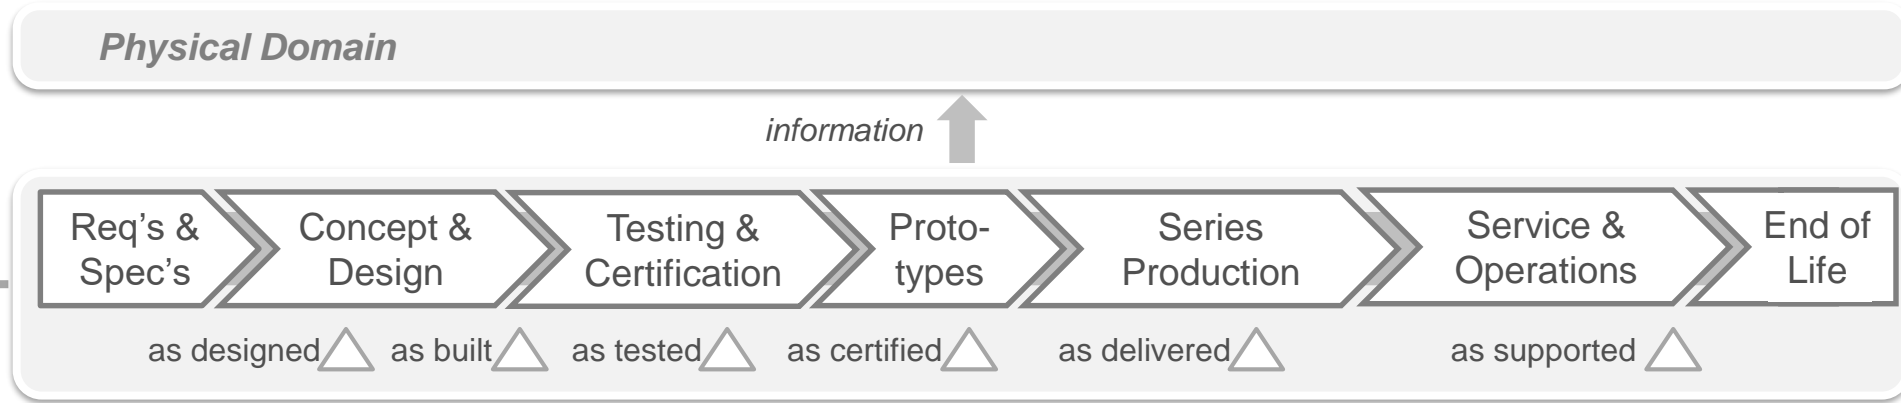 Physical Domain
information
Req's &
Spec's
Concept &
Design
Testing &
Certification
Proto-
types
Series
Production
Service &
Operations
End of
Life
as designed
as built
as tested
as certified
as delivered
as supported